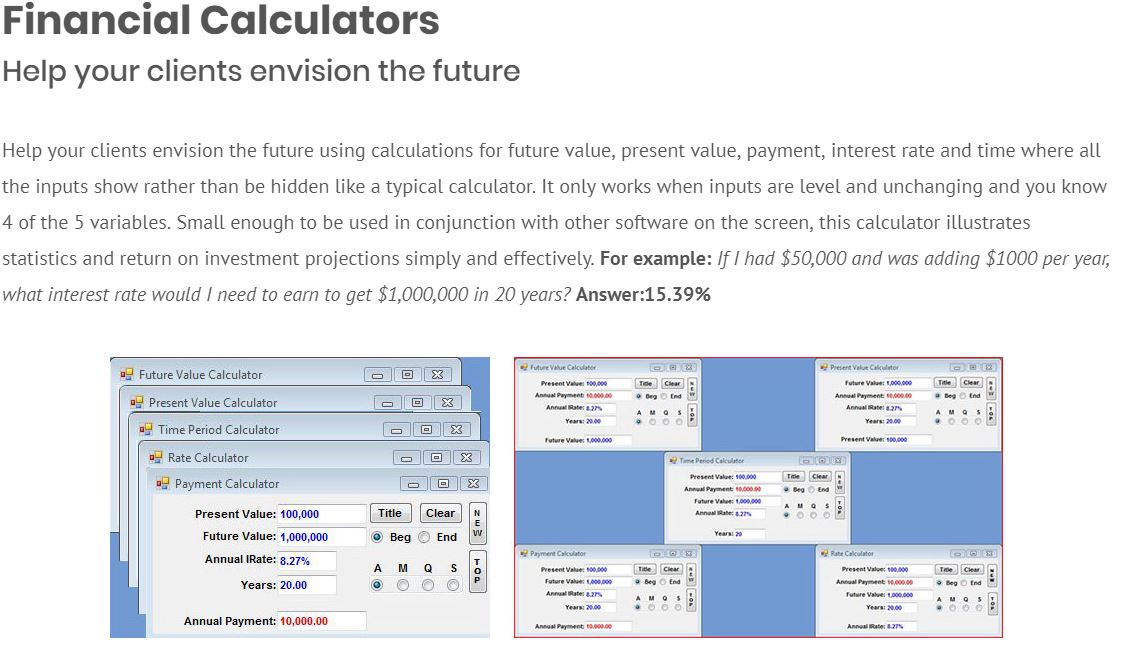 Financial Calculators
Help your clients envision the future
Help your clients envision the future using calculations for future value, present value, payment, interest rate and time where all
the inputs show rather than be hidden like a typical calculator. It only works when inputs are level and unchanging and you know
4 of the 5 variables. Small enough to be used in conjunction with other software on the screen, this calculator illustrates
statistics and return on investment projections simply and effectively. For example: If I had $50,000 and was adding $1000 per year,
what interest rate would I need to earn to get $1,000,000 in 20 years? Answer:15.39%
Future Value Calculator
Present Value Calculator
Time Period Calculator
Rate Calculator
Payment Calculator
Present Value: 100,000 Title Clear NEW
Future Value: 1,000,000 Beg End
Annual IRate: 8.27% A M Q S TOP
Years: 20.00
Annual Payment: 10,000.00
Future Value Calculator
Present Value: 100,000 Title Clear NEW
Annual Payment: 10,000.00 Beg End
Annual IRate: 8.27% A M Q S TOP
Years: 20.00
Future Value: 1,000,000
Present Value Calculator
Future Value: 1,000,000 Title Clear NEW
Annual Payment: 10,000.00 Beg End
Annual IRate: 8.27% A M Q S TOP
Years: 20.00
Present Value: 100,000
Time Period Calculator
Present Value: 100,000 Title Clear NEW
Annual Payment: 10,000.00 Beg End
Future Value: 1,000,000
Annual IRate: 8.27% A M Q S TOP
Years: 20
Payment Calculator
Present Value: 100,000 Title Clear NEW
Future Value: 1,000,000 Beg End
Annual IRate: 8.27% A M Q S TOP
Years: 20.00
Annual Payment: 10,000.00
Rate Calculator
Present Value: 100,000 Title Clear NEW
Annual Payment: 10,000.00 Beg End
Future Value: 1,000,000 A M Q S TOP
Years: 20.00
Annual IRate: 8.27%